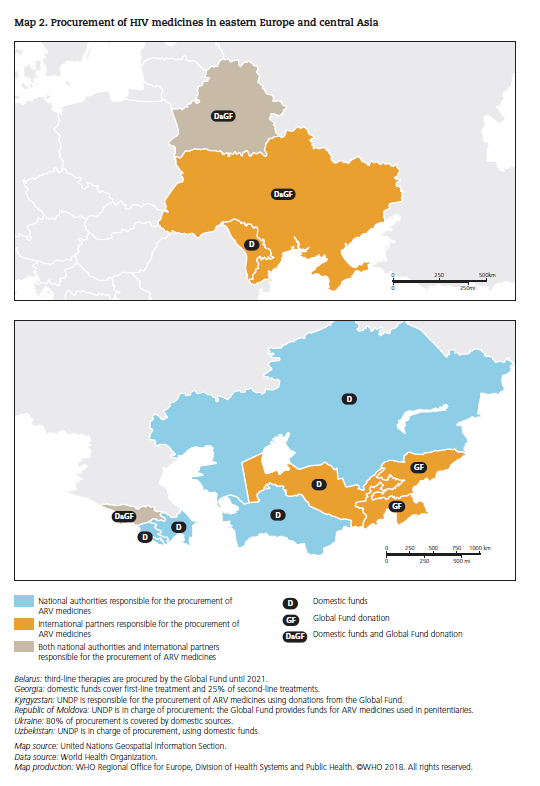 Map 2. Procurement of HIV medicines in eastern Europe and central Asia
D&GF
D&GF
D
0 250 500km
0 250mi
D
GF
D
GF
D
D&GF
D
D
0 250 500 750 1000 km
0 250 500 mi
National authorities responsible for the procurement of
ARV medicines
International partners responsible for the procurement of
ARV medicines
Both national authorities and international partners
responsible for the procurement of ARV medicines
D Domestic funds
GF Global Fund donation
D&GF Domestic funds and Global Fund donation
Belarus: third-line therapies are procured by the Global Fund until 2021.
Georgia: domestic funds cover first-line treatment and 25% of second-line treatments.
Kyrgyzstan: UNDP is responsible for the procurement of ARV medicines using donations from the Global Fund.
Republic of Moldova: UNDP is in charge of procurement; the Global Fund provides funds for ARV medicines used in penitentiaries.
Ukraine: 80% of procurement is covered by domestic sources.
Uzbekistan: UNDP is in charge of procurement, using domestic funds.
Map source: United Nations Geospatial Information Section.
Data source: World Health Organization.
Map production: WHO Regional Office for Europe, Division of Health Systems and Public Health. ©WHO 2018. All rights reserved.